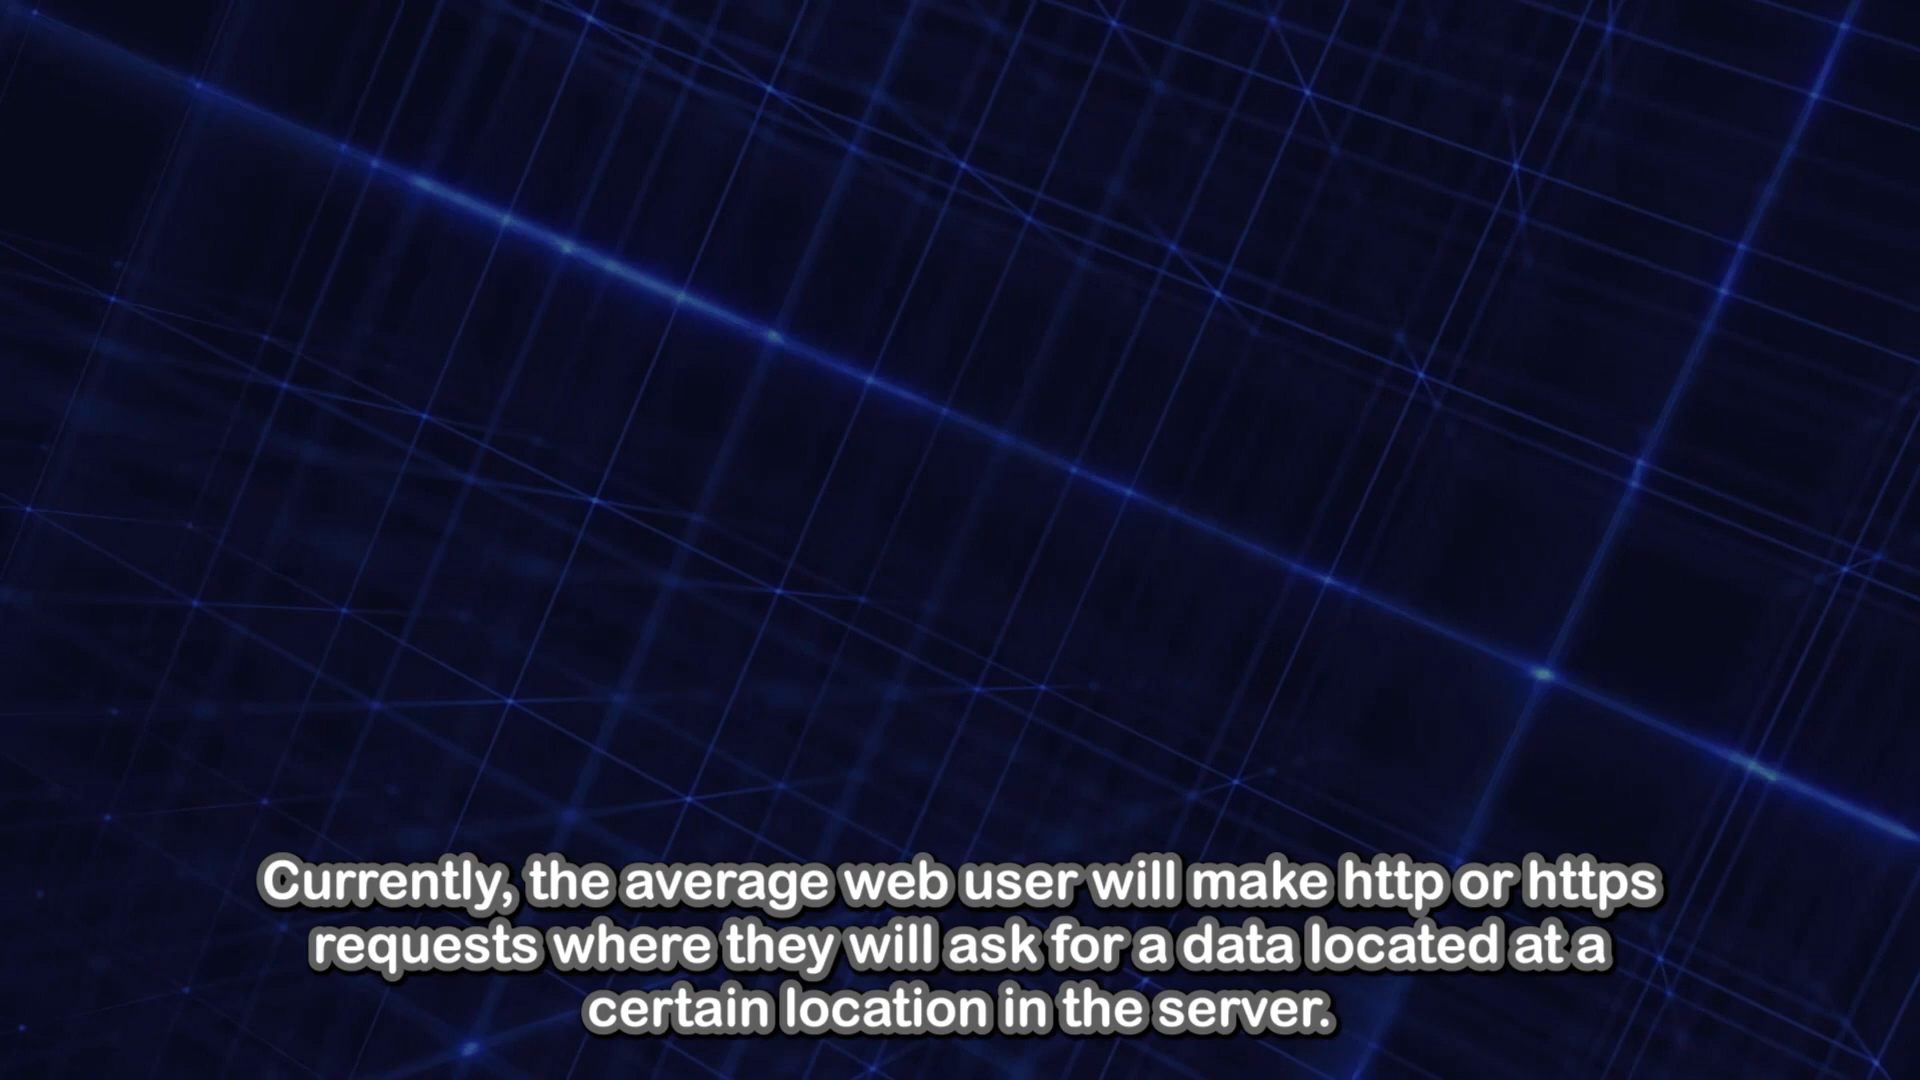 Currently, the average web user will make http or https
requests where they will ask for a data located at a
certain location in the server.